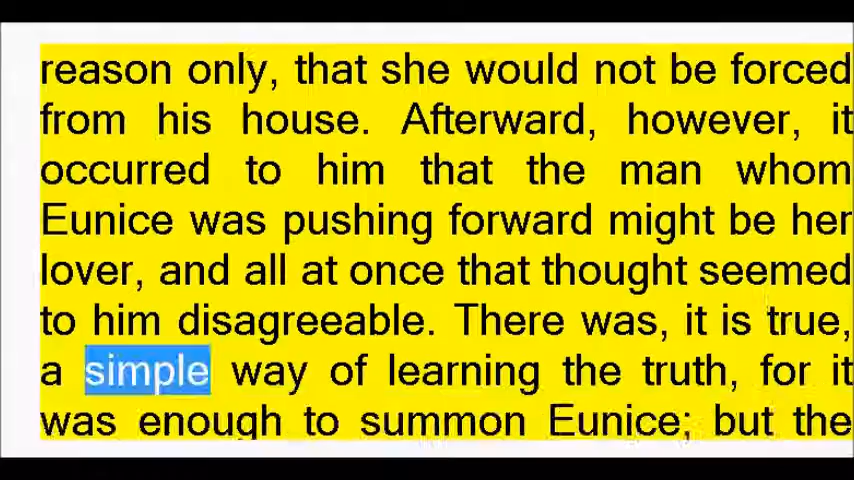 reason only, that she would not be forced
from his house. Afterward, however, it
occurred to him that the man whom
Eunice was pushing forward might be her
lover, and all at once that thought seemed
to him disagreeable. There was, it is true,
a simple way of learning the truth, for it
was enough to summon Eunice; but the